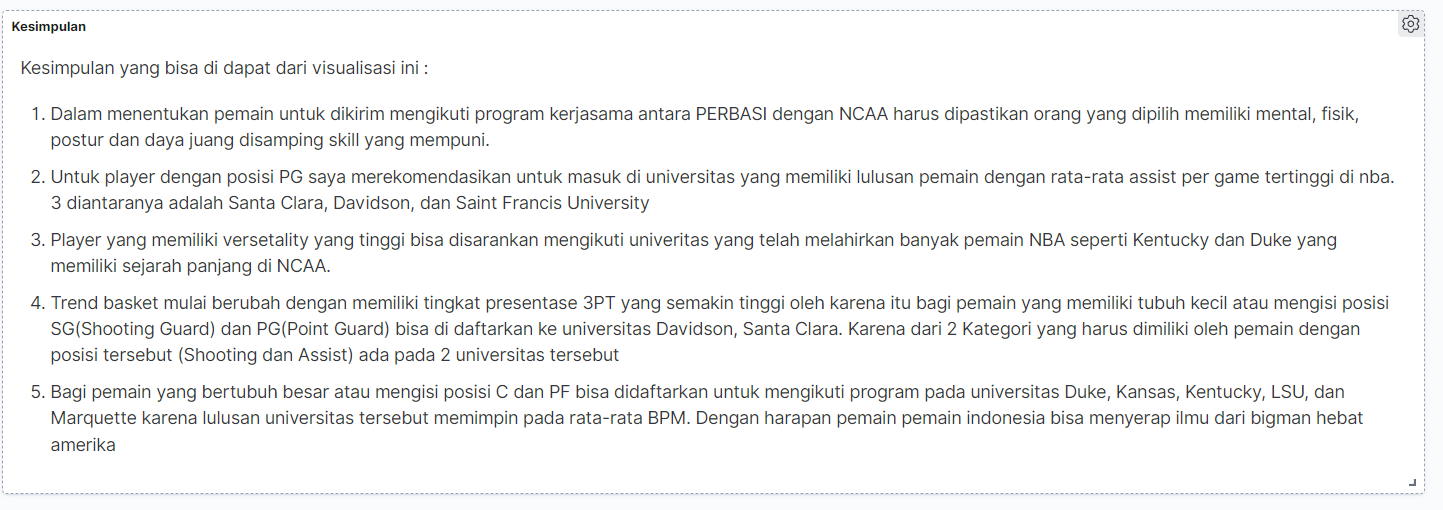 Kesimpulan
Kesimpulan yang bisa di dapat dari visualisasi ini :
1. Dalam menentukan pemain untuk dikirim mengikuti program kerjasama antara PERBASI dengan NCAA harus dipastikan orang yang dipilih memiliki mental, fisik,
postur dan daya juang disamping skill yang mempuni.
2. Untuk player dengan posisi PG saya merekomendasikan untuk masuk di universitas yang memiliki lulusan pemain dengan rata-rata assist per game tertinggi di nba.
3 diantaranya adalah Santa Clara, Davidson, dan Saint Francis University
3. Player yang memiliki versetality yang tinggi bisa disarankan mengikuti univeritas yang telah melahirkan banyak pemain NBA seperti Kentucky dan Duke yang
memiliki sejarah panjang di NCAA.
4. Trend basket mulai berubah dengan memiliki tingkat presentase 3PT yang semakin tinggi oleh karena itu bagi pemain yang memiliki tubuh kecil atau mengisi posisi
SG(Shooting Guard) dan PG(Point Guard) bisa di daftarkan ke universitas Davidson, Santa Clara. Karena dari 2 Kategori yang harus dimiliki oleh pemain dengan
posisi tersebut (Shooting dan Assist) ada pada 2 universitas tersebut
5. Bagi pemain yang bertubuh besar atau mengisi posisi C dan PF bisa didaftarkan untuk mengikuti program pada universitas Duke, Kansas, Kentucky, LSU, dan
Marquette karena lulusan universitas tersebut memimpin pada rata-rata BPM. Dengan harapan pemain pemain indonesia bisa menyerap ilmu dari bigman hebat
amerika